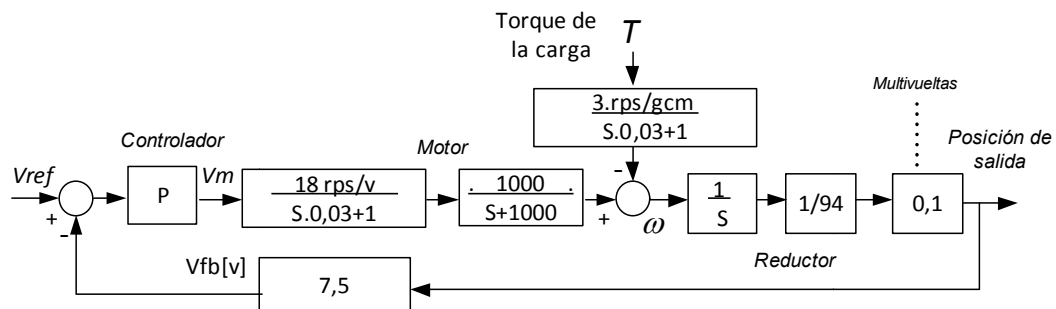 Torque de
la carga
T
3.rps/gcm
S.0,03+1
Multivueltas
Posición de
salida
Controlador
Motor
Vref
+
-
P
Vm
18 rps/v
S.0,03+1
. 1000 .
S+1000
-
+
ω
1
S
1/94
0,1
Reductor
Vfb[v]
7,5